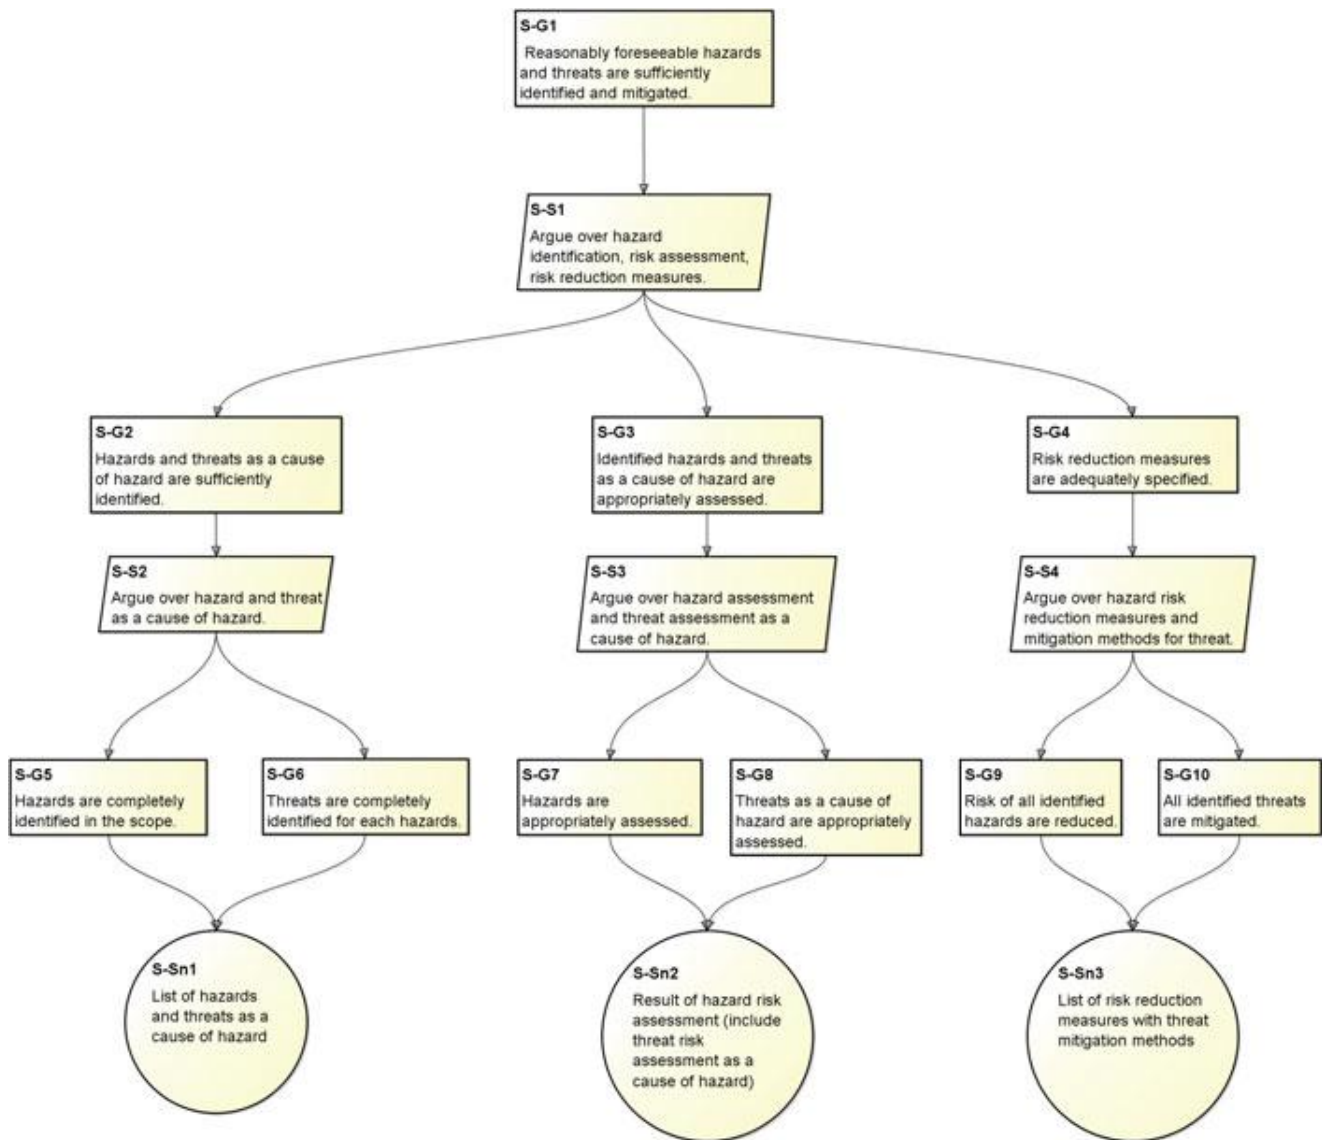 S-G1
Reasonably foreseeable hazards
and threats are sufficiently
identified and mitigated.
S-S1
Argue over hazard
identification, risk assessment,
risk reduction measures.
S-G2
Hazards and threats as a cause
of hazard are sufficiently
identified.
S-G3
Identified hazards and threats
as a cause of hazard are
appropriately assessed.
S-G4
Risk reduction measures
are adequately specified.
S-S2
Argue over hazard and threat
as a cause of hazard.
S-S3
Argue over hazard assessment
and threat assessment as a
cause of hazard.
S-S4
Argue over hazard risk
reduction measures and
mitigation methods for threat.
S-G5
Hazards are completely
identified in the scope.
S-G6
Threats are completely
identified for each hazards.
S-G7
Hazards are
appropriately assessed.
S-G8
Threats as a cause of
hazard are appropriately
assessed.
S-G9
Risk of all identified
hazards are reduced.
S-G10
All identified threats
are mitigated.
S-Sn1
List of hazards
and threats as a
cause of hazard
S-Sn2
Result of hazard risk
assessment (include
threat risk
assessment as a
cause of hazard)
S-Sn3
List of risk reduction
measures with threat
mitigation methods